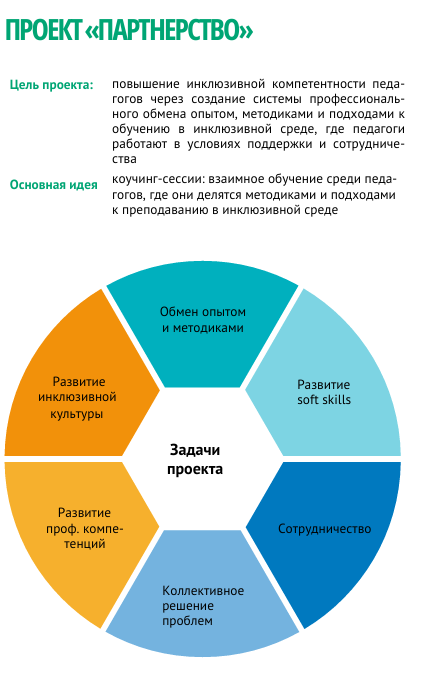 ПРОЕКТ «ПАРТНЕРСТВО»
Цель проекта:
повышение инклюзивной компетентности педа-
гогов через создание системы профессиональ-
ного обмена опытом, методиками и подходами к
обучению в инклюзивной среде, где педагоги
работают в условиях поддержки и сотрудниче-
ства
Основная идея
коучинг-сессии: взаимное обучение среди педа-
гогов, где они делятся методиками и подходами
к преподаванию в инклюзивной среде
Обмен опытом
и методиками
Развитие
soft skills
Сотрудничество
Коллективное
решение
проблем
Развитие
проф. компе-
тенций
Развитие
инклюзивной
культуры
Задачи
проекта